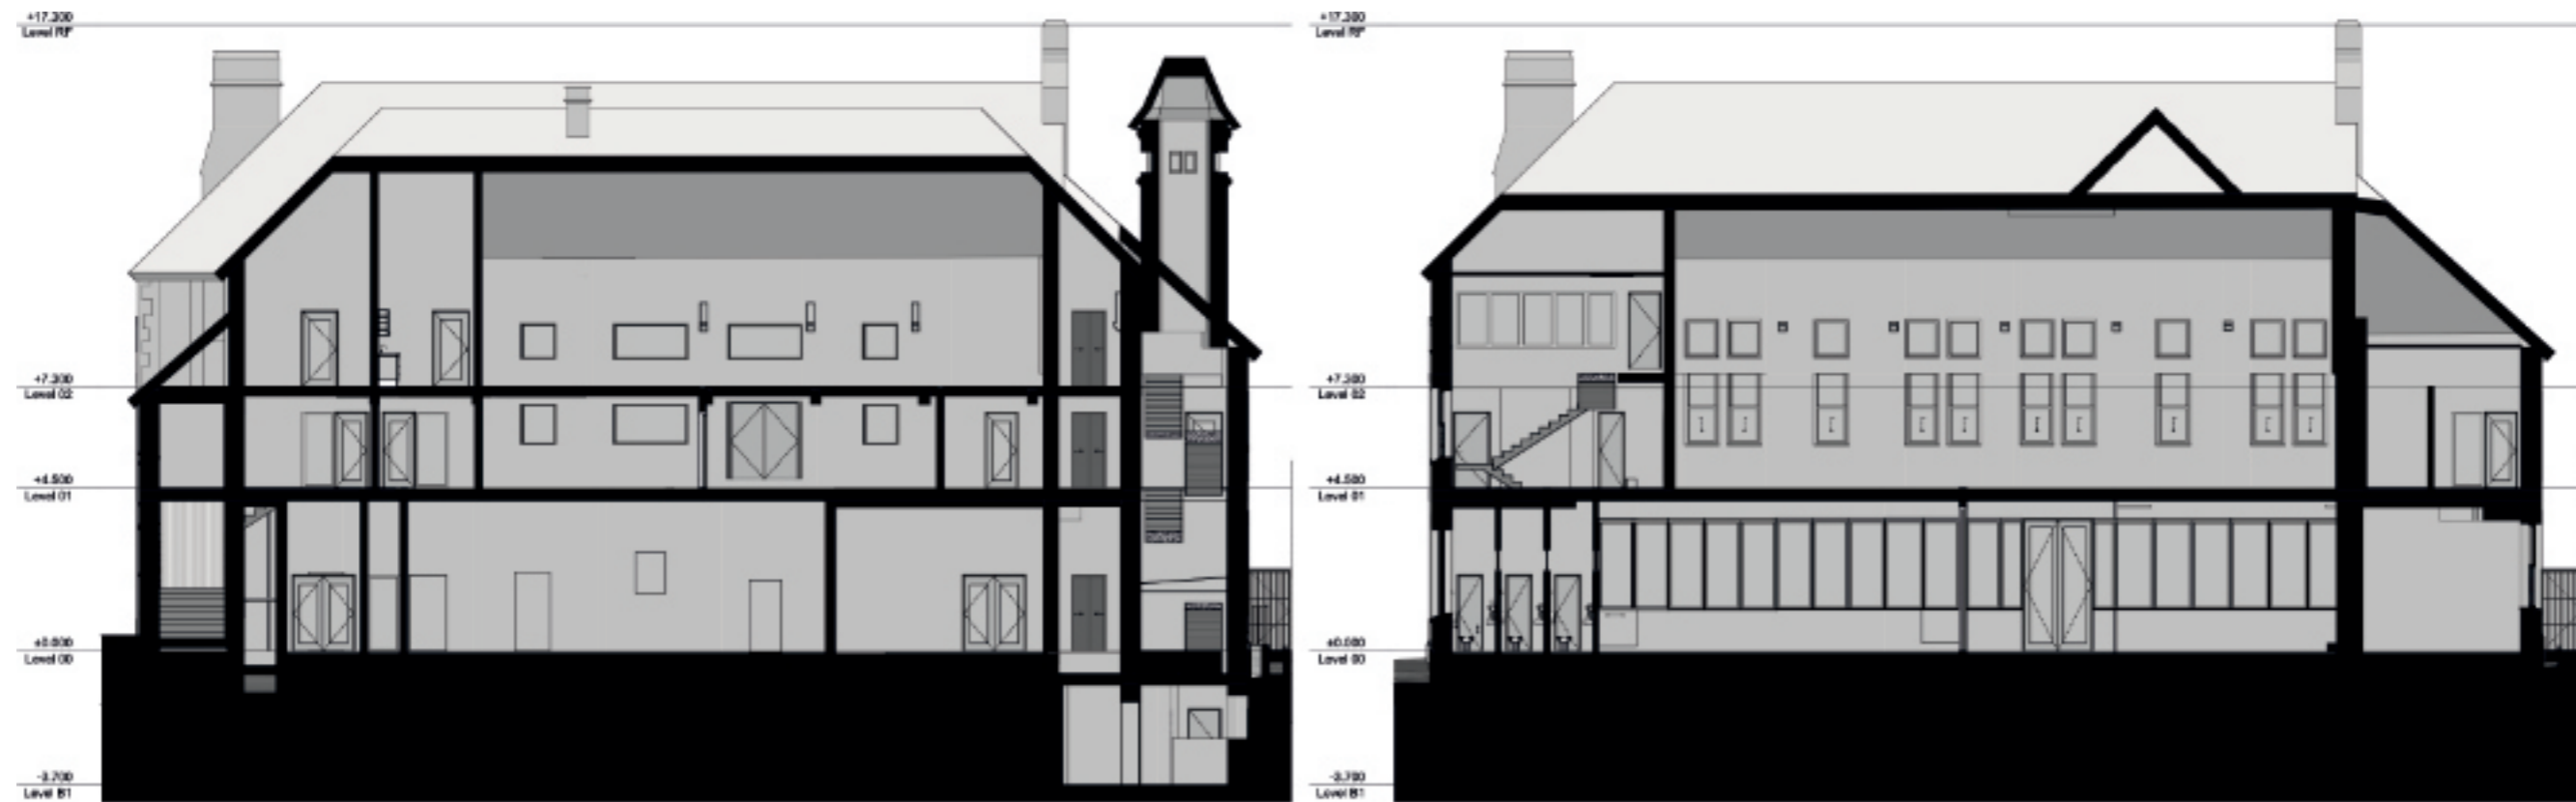 +17.300
Level RF
+7.300
Level 02
+4.500
Level 01
+0.000
Level 00
-3.700
Level B1
+17.300
Level RF
+7.300
Level 02
+4.500
Level 01
+0.000
Level 00
-3.700
Level B1